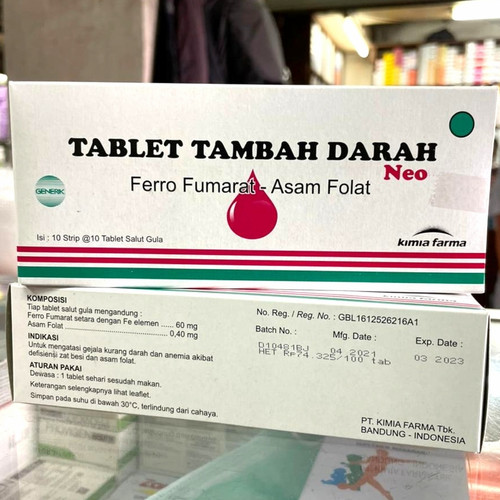 TABLET TAMBAH DARAH
Neo
GENERIK
Ferro Fumarat - Asam Folat
Isi : 10 Strip @10 Tablet Salut Gula
kimia farma
KOMPOSISI
Tiap tablet salut gula mengandung :
Ferro Fumarat setara dengan Fe elemen ..... 60 mg
Asam Folat ..... 0,40 mg
INDIKASI
Untuk mengatasi gejala kurang darah dan anemia akibat
defisiensi zat besi dan asam folat.
ATURAN PAKAI
Dewasa : 1 tablet sehari sesudah makan.
Keterangan selengkapnya lihat leaflet.
Simpan pada suhu di bawah 30°C, terlindung dari cahaya.
No. Reg. / Reg. No. : GBL1612526216A1
Batch No. : Mfg. Date : Exp. Date :
D10481BJ 04 2021 03 2023
HET Rp74.325/100 tab
PT. KIMIA FARMA Tbk.
BANDUNG - INDONESIA